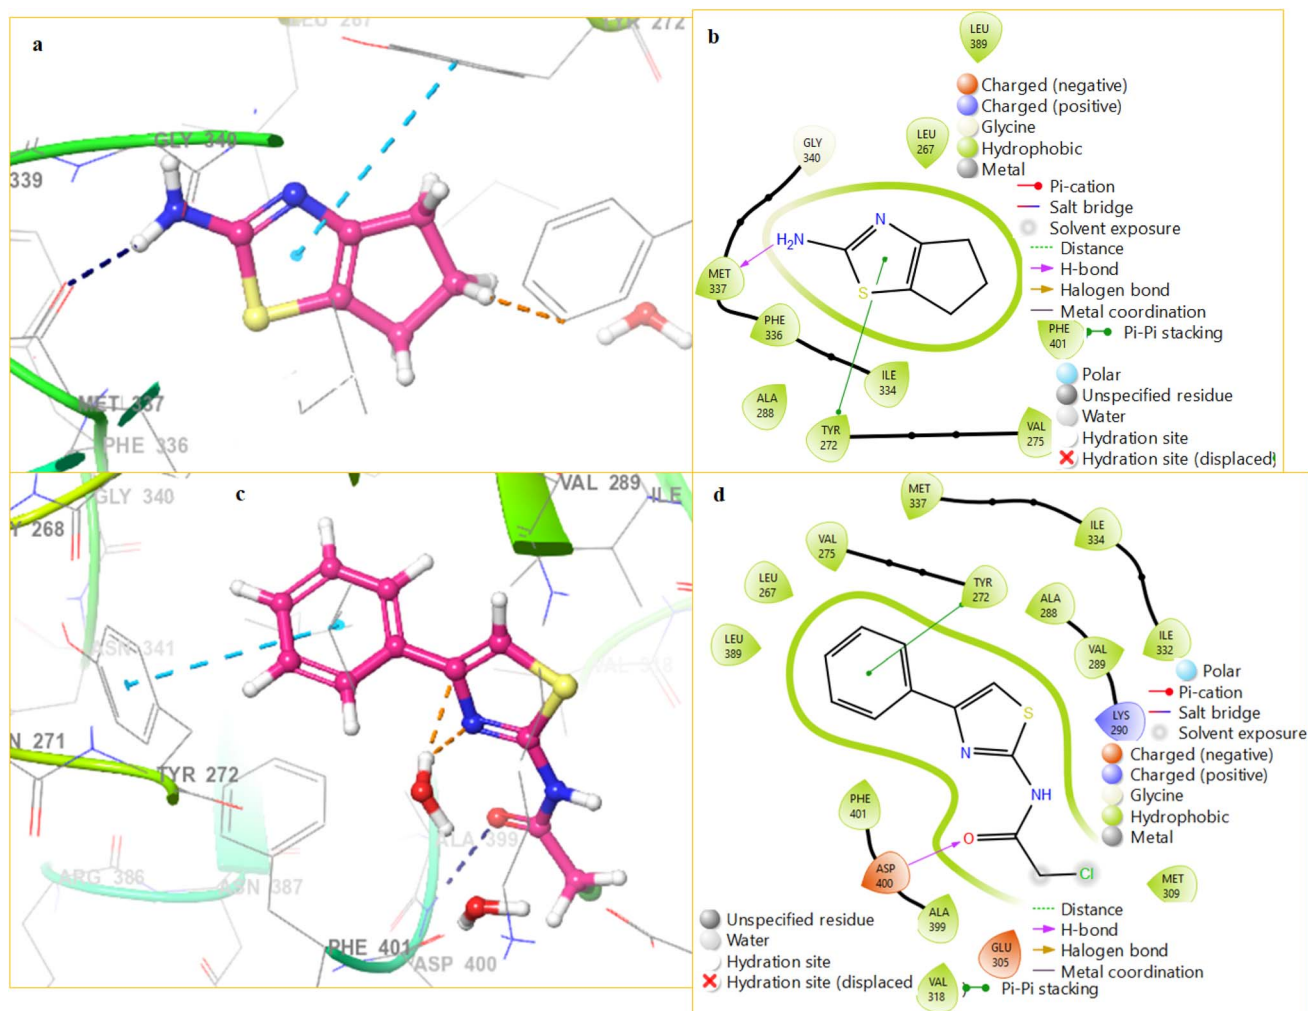 a
LEU 267
TYR 272
GLY 340
339
MET 337
PHE 336
b
LEU
389
Charged (negative)
Charged (positive)
Glycine
Hydrophobic
Metal
Pi-cation
Salt bridge
Solvent exposure
Distance
H-bond
Halogen bond
Metal coordination
Pi-Pi stacking
Polar
Unspecified residue
Water
Hydration site
Hydration site (displaced)
GLY
340
LEU
267
H₂N
N
S
MET
337
PHE
336
ILE
334
ALA
288
TYR
272
VAL
275
PHE
401
c
GLY 340
Y 268
VAL 289
ILE
ASN 341
VAL 318
N 271
TYR 272
ALA 399
ARG 386
ASN 387
PHE 401
ASP 400
d
MET
337
ILE
334
VAL
275
TYR
272
LEU
267
ALA
288
LEU
389
VAL
289
ILE
332
LYS
290
S
N
NH
O
Cl
PHE
401
ASP
400
ALA
399
GLU
305
VAL
318
MET
309
Polar
Pi-cation
Salt bridge
Solvent exposure
Charged (negative)
Charged (positive)
Glycine
Hydrophobic
Metal
Distance
H-bond
Halogen bond
Metal coordination
Pi-Pi stacking
Unspecified residue
Water
Hydration site
Hydration site (displaced